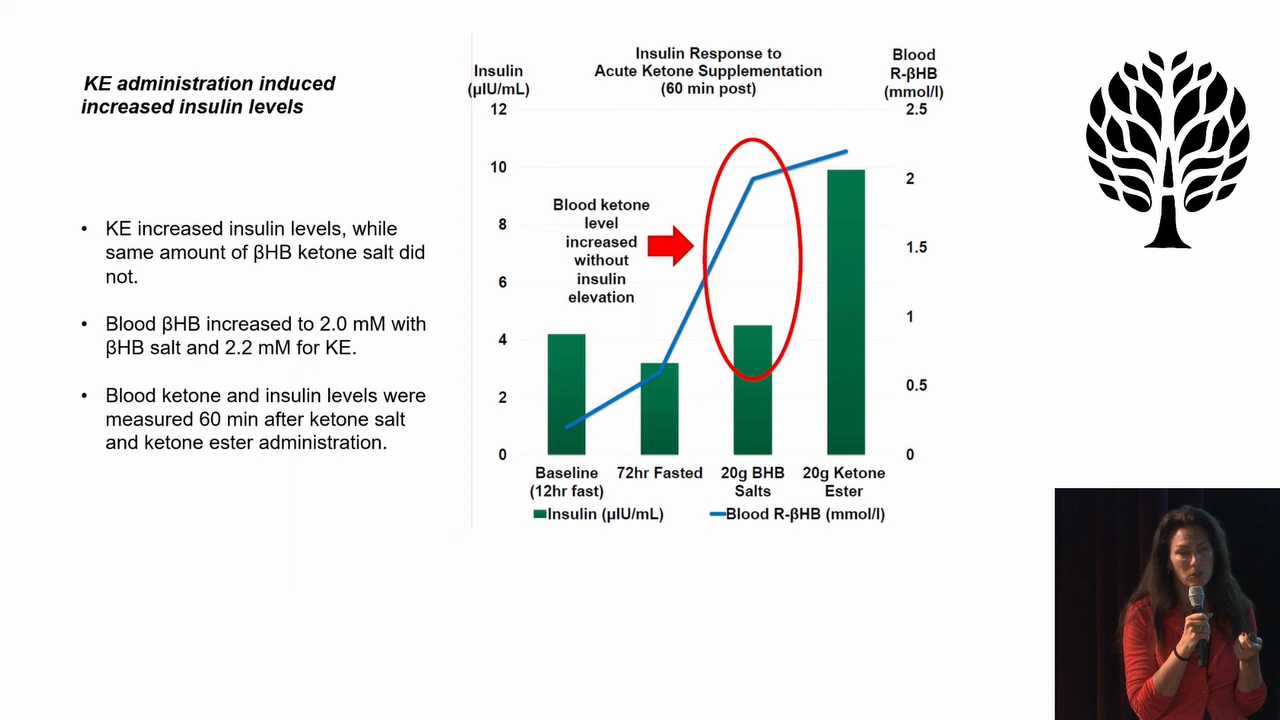 KE administration induced
increased insulin levels
• KE increased insulin levels, while
same amount of βHB ketone salt did
not.
• Blood βHB increased to 2.0 mM with
βHB salt and 2.2 mM for KE.
• Blood ketone and insulin levels were
measured 60 min after ketone salt
and ketone ester administration.
Insulin Response to
Acute Ketone Supplementation
(60 min post)
Insulin
(µIU/mL)
Blood
R-βHB
(mmol/l)
12
10
8
6
4
2
0
Blood ketone
level
increased
without
insulin
elevation
2.5
2
1.5
1
0.5
0
Baseline
(12hr fast)
72hr Fasted
20g BHB
Salts
20g Ketone
Ester
Insulin (µIU/mL)
Blood R-βHB (mmol/l)